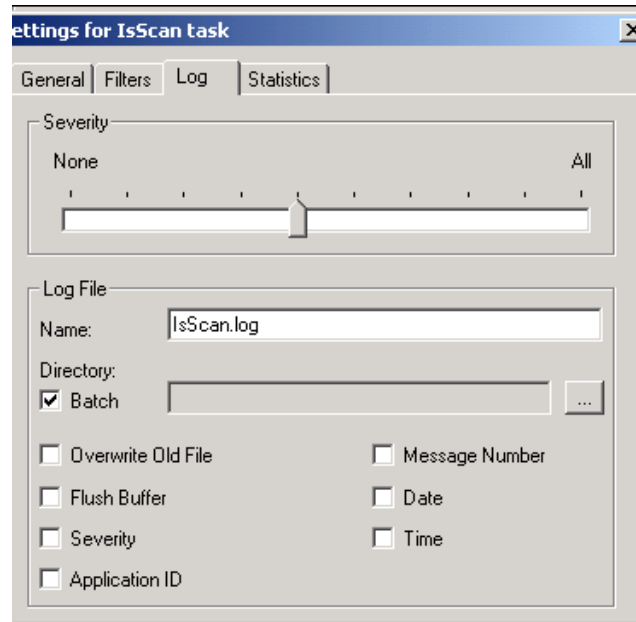 ettings for IsScan task
General Filters Log Statistics
Severity
None All
Log File
Name: IsScan.log
Directory:
Batch ...
Overwrite Old File Message Number
Flush Buffer Date
Severity Time
Application ID